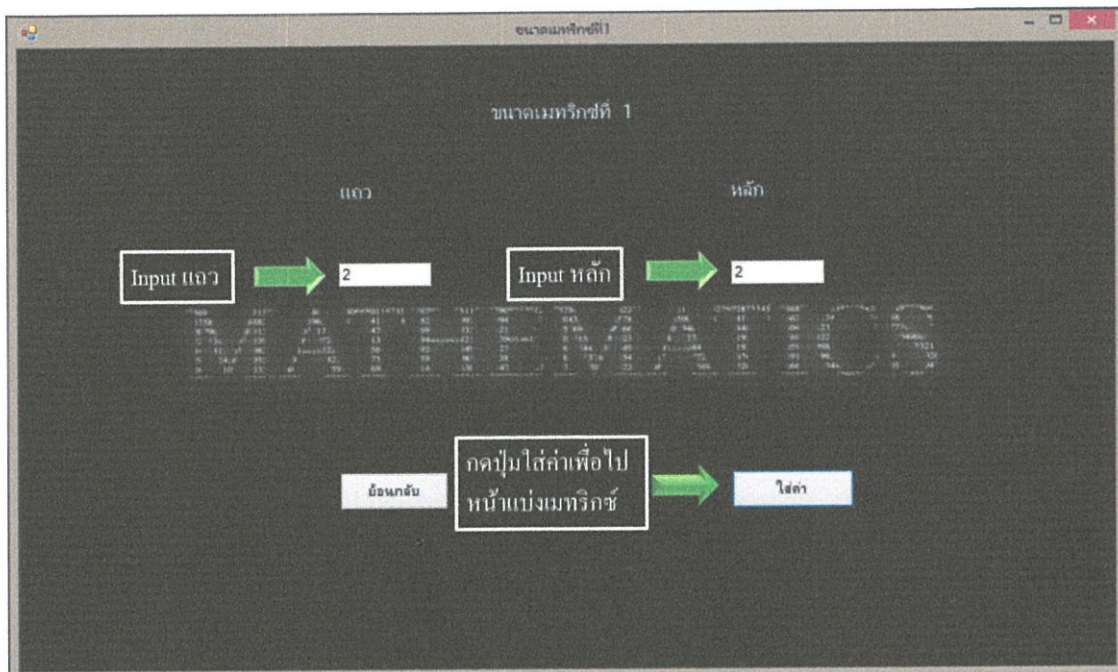 ขนาดเมทริกซ์ที่1
ขนาดเมทริกซ์ที่ 1
แถว
หลัก
Input แถว
2
Input หลัก
2
MATHEMATICS
ย้อนกลับ
กดปุ่มใส่ค่าเพื่อไป
หน้าแบ่งเมทริกซ์
ใส่ค่า